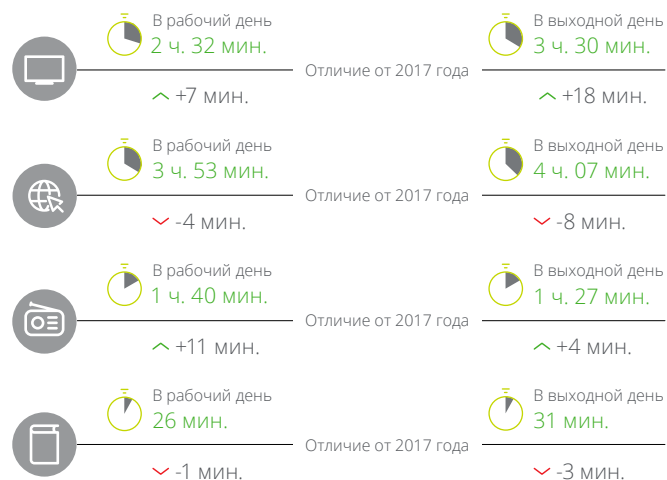 В рабочий день
2 ч. 32 мин.
В выходной день
3 ч. 30 мин.
Отличие от 2017 года
+7 мин.
+18 мин.
В рабочий день
3 ч. 53 мин.
В выходной день
4 ч. 07 мин.
Отличие от 2017 года
-4 мин.
-8 мин.
В рабочий день
1 ч. 40 мин.
В выходной день
1 ч. 27 мин.
Отличие от 2017 года
+11 мин.
+4 мин.
В рабочий день
26 мин.
В выходной день
31 мин.
Отличие от 2017 года
-1 мин.
-3 мин.